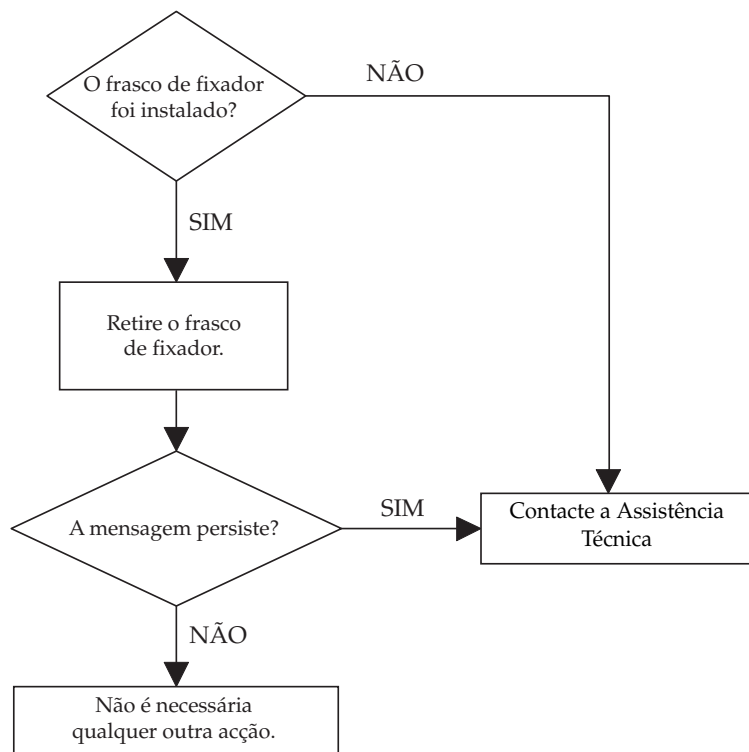 O frasco de fixador
foi instalado?
NÃO
SIM
Retire o frasco
de fixador.
A mensagem persiste?
SIM
Contacte a Assistência
Técnica
NÃO
Não é necessária
qualquer outra acção.